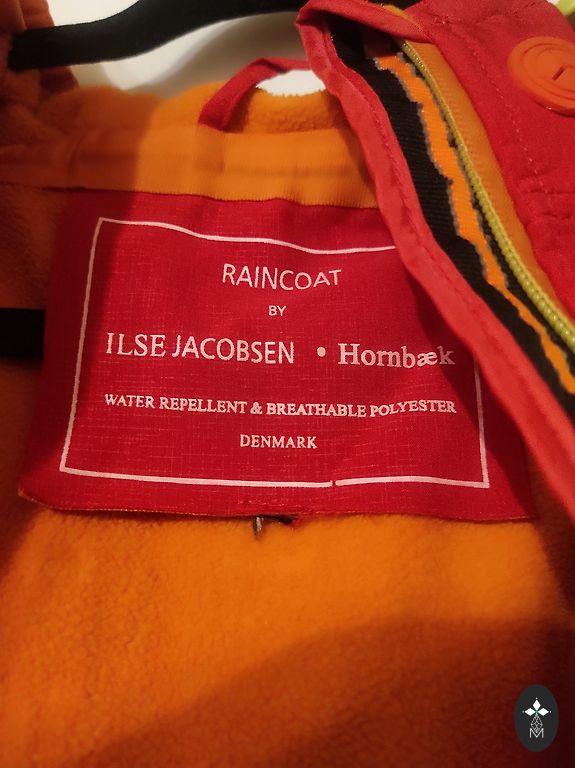 RAINCOAT
BY
ILSE JACOBSEN • Hornbæk
WATER REPELLENT & BREATHABLE POLYESTER
DENMARK
M